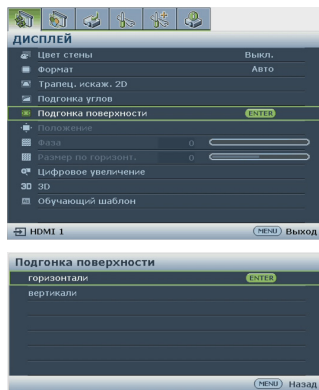 ДИСПЛЕЙ
Цвет стены Выкл.
Формат Авто
Трапец. искаж. 2D
Подгонка углов
Подгонка поверхности ENTER
Положение
Фаза 0
Размер по горизонт. 0
Цифровое увеличение
3D 3D
Обучающий шаблон
HDMI 1 MENU Выход
Подгонка поверхности
горизонтали ENTER
вертикали
MENU Назад